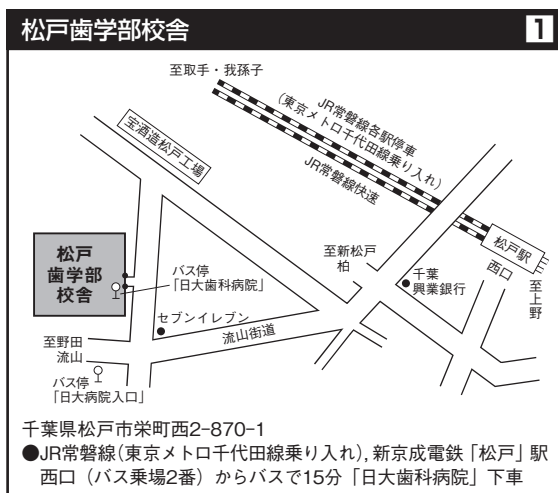 松戸歯学部校舎
1
至取手・我孫子
JR常磐線各駅停車
(東京メトロ千代田線乗り入れ)
JR常磐線快速
宝酒造松戸工場
松戸駅
西口
至上野
至新松戸
柏
千葉
興業銀行
松戸
歯学部
校舎
バス停
「日大歯科病院」
セブンイレブン
流山街道
至野田
流山
バス停
「日大病院入口」
千葉県松戸市栄町西2-870-1
●JR常磐線(東京メトロ千代田線乗り入れ),新京成電鉄「松戸」駅
西口（バス乗場2番）からバスで15分「日大歯科病院」下車